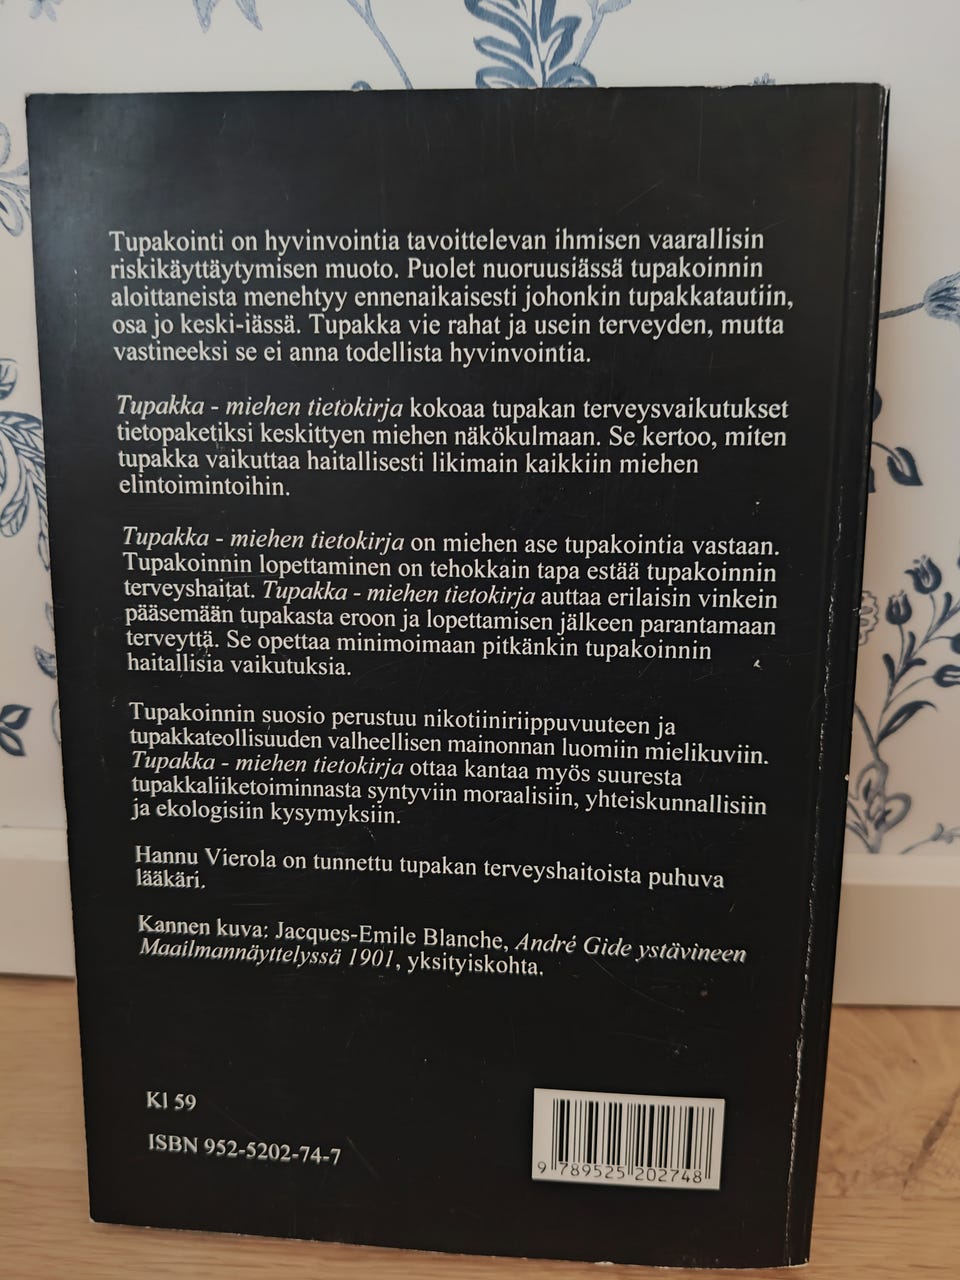 Tupakointi on hyvinvointia tavoittelevan ihmisen vaarallisin
riskikäyttäytymisen muoto. Puolet nuoruusiässä tupakoinnin
aloittaneista menehtyy ennenaikaisesti johonkin tupakkatautiin,
osa jo keski-iässä. Tupakka vie rahat ja usein terveyden, mutta
vastineeksi se ei anna todellista hyvinvointia.
Tupakka - miehen tietokirja kokoaa tupakan terveysvaikutukset
tietopaketiksi keskittyen miehen näkökulmaan. Se kertoo, miten
tupakka vaikuttaa haitallisesti likimain kaikkiin miehen
elintoimintoihin.
Tupakka - miehen tietokirja on miehen ase tupakointia vastaan.
Tupakoinnin lopettaminen on tehokkain tapa estää tupakoinnin
terveyshaitat. Tupakka - miehen tietokirja auttaa erilaisin vinkein
pääsemään tupakasta eroon ja lopettamisen jälkeen parantamaan
terveyttä. Se opettaa minimoimaan pitkänkin tupakoinnin
haitallisia vaikutuksia.
Tupakoinnin suosio perustuu nikotiiniriippuvuuteen ja
tupakkateollisuuden valheellisen mainonnan luomiin mielikuviin.
Tupakka - miehen tietokirja ottaa kantaa myös suuresta
tupakkaliiketoiminnasta syntyviin moraalisiin, yhteiskunnallisiin
ja ekologisiin kysymyksiin.
Hannu Vierola on tunnettu tupakan terveyshaitoista puhuva
lääkäri.
Kannen kuva: Jacques-Emile Blanche, André Gide ystävineen
Maailmannäyttelyssä 1901, yksityiskohta.
Kl 59
ISBN 952-5202-74-7
9 789525 202748